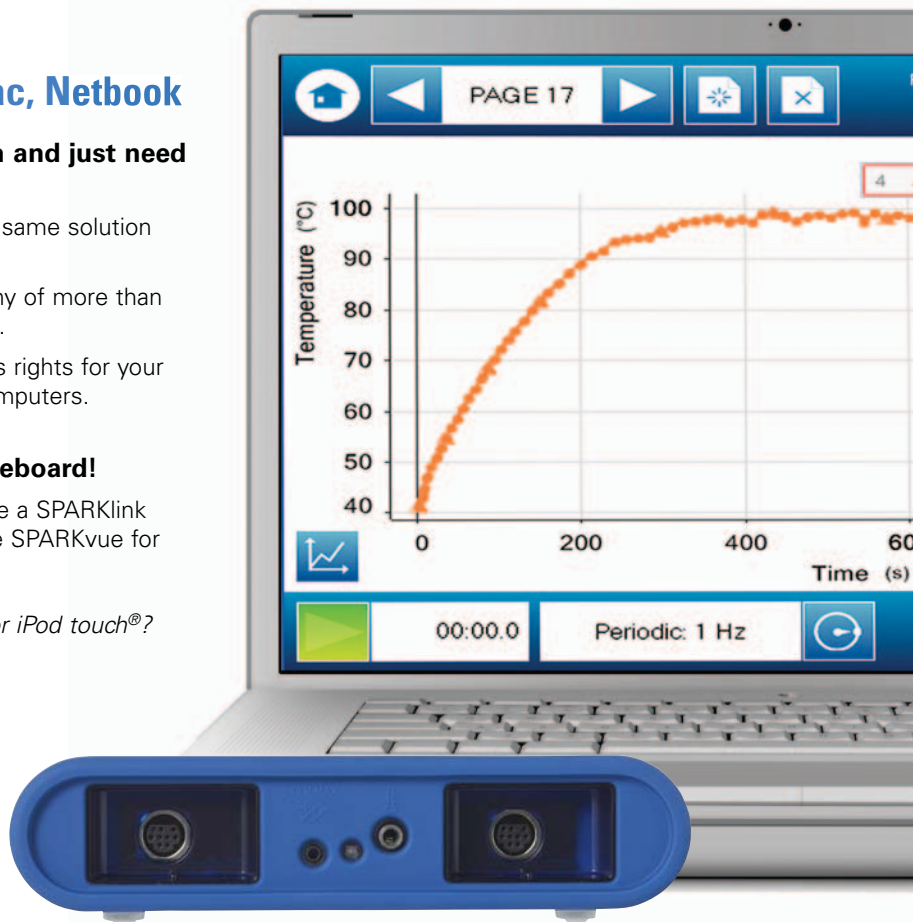 ac, Netbook
n and just need
same solution
ny of more than
.
s rights for your
mputers.
eboard!
e a SPARKlink
e SPARKvue for
r iPod touch®?
PAGE 17
4
Temperature (°C)
100
90
80
70
60
50
40
0 200 400 60
Time (s)
00:00.0
Periodic: 1 Hz